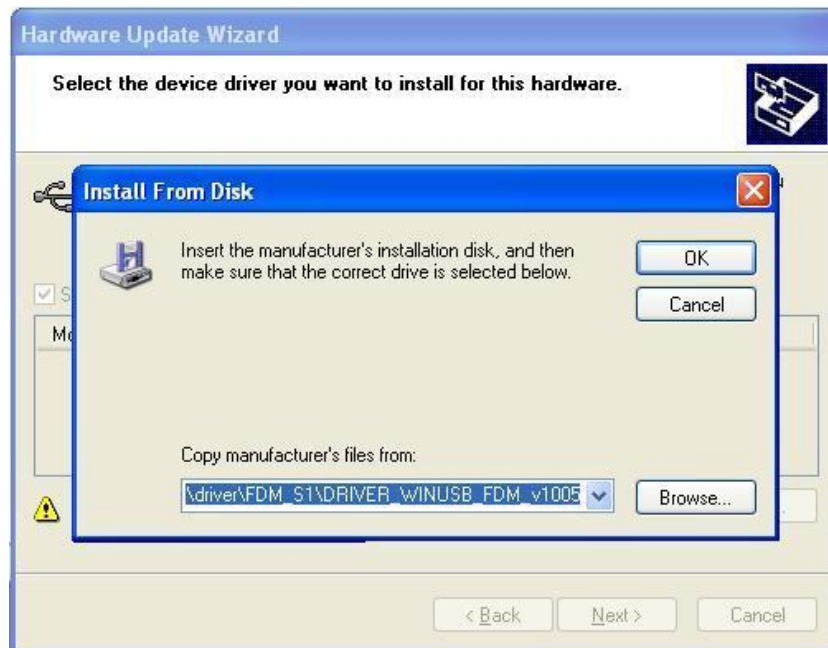 Hardware Update Wizard
Select the device driver you want to install for this hardware.
Install From Disk
Insert the manufacturer's installation disk, and then
make sure that the correct drive is selected below.
OK
Cancel
Copy manufacturer's files from:
\driver\FDM_S1\DRIVER_WINUSB_FDM_v1005
Browse...
< Back
Next >
Cancel